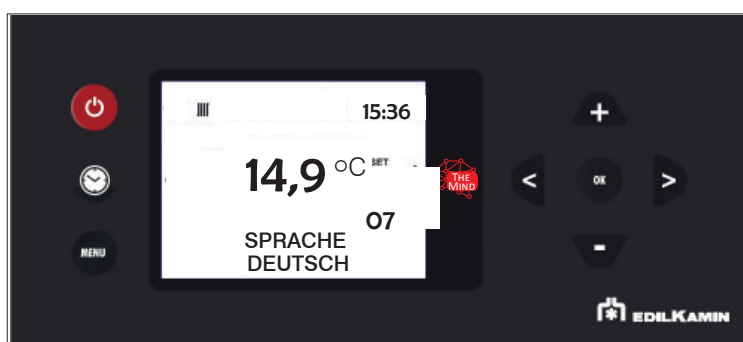 15:36
14,9 °C
SET
07
SPRACHE
DEUTSCH
MENU
THE
MIND
+
< OK >
-
EDILKAMIN